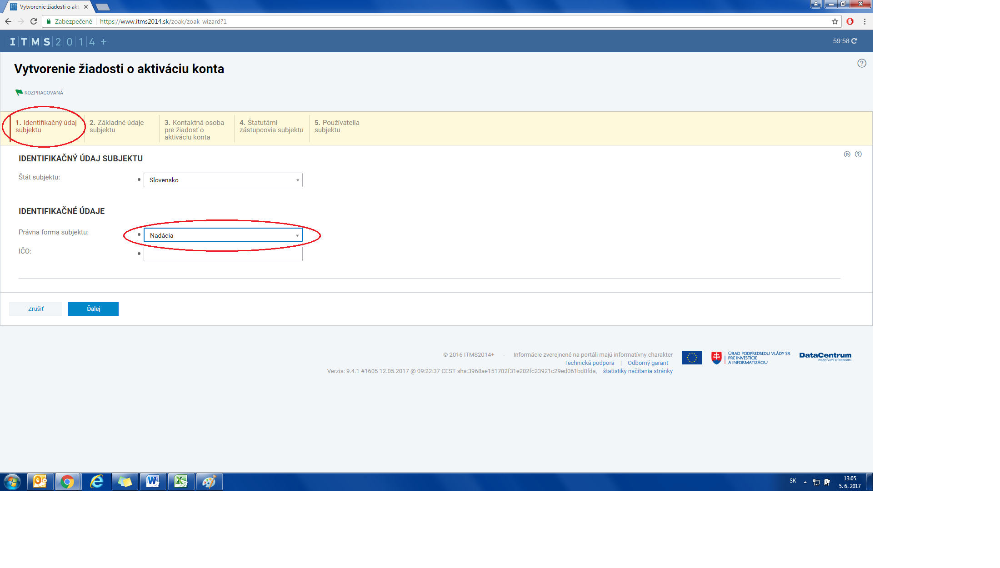 Vytvorenie žiadosti o akt
Zabezpečené https://www.itms2014.sk/zoak/zoak-wizard?1
ITMS2014+
59:58
Vytvorenie žiadosti o aktiváciu konta
ROZPRACOVANÁ
1. Identifikačný údaj
subjektu
2. Základné údaje
subjektu
3. Kontaktná osoba
pre žiadosť o
aktiváciu konta
4. Štatutárni
zástupcovia subjektu
5. Používatelia
subjektu
IDENTIFIKAČNÝ ÚDAJ SUBJEKTU
Štát subjektu: Slovensko
IDENTIFIKAČNÉ ÚDAJE
Právna forma subjektu: Nadácia
IČO:
Zrušiť Ďalej
© 2016 ITMS2014+ - Informácie zverejnené na portáli majú informatívny charakter
Technická podpora | Odborný garant
Verzia: 9.4.1 #1605 12.05.2017 @ 09:22:37 CEST sha:3968ae151782f31e202fc23921c29ed061bd8fda, štatistiky načítania stránky
ÚRAD PODPREDSEDU VLÁDY SR
PRE INVESTÍCIE
A INFORMATIZÁCIU
DataCentrum
medzi Vami a financiami
SK
13:05
5. 6. 2017